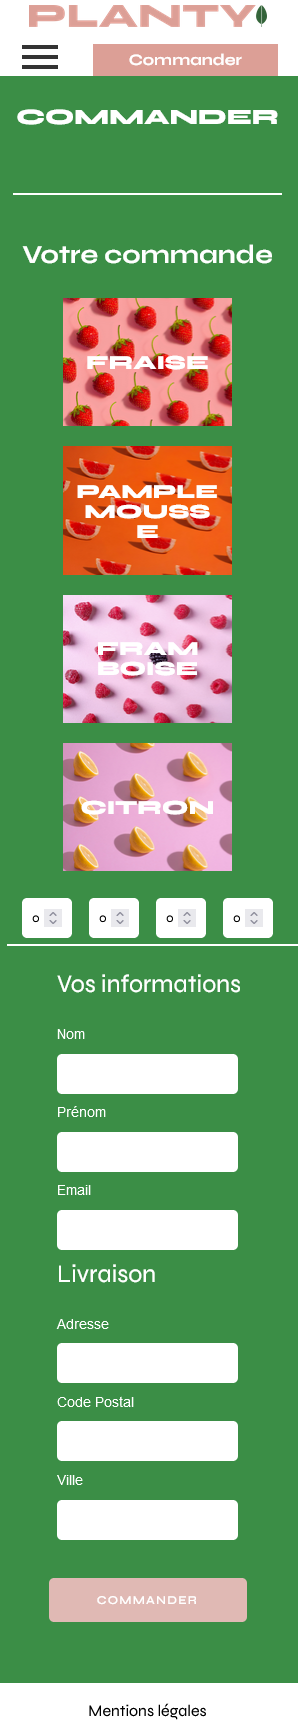 PLANTY
Commander
COMMANDER
Votre commande
FRAISE
PAMPLE
MOUSS
E
FRAM
BOISE
CITRON
0 0 0 0
Vos informations
Nom
Prénom
Email
Livraison
Adresse
Code Postal
Ville
COMMANDER
Mentions légales